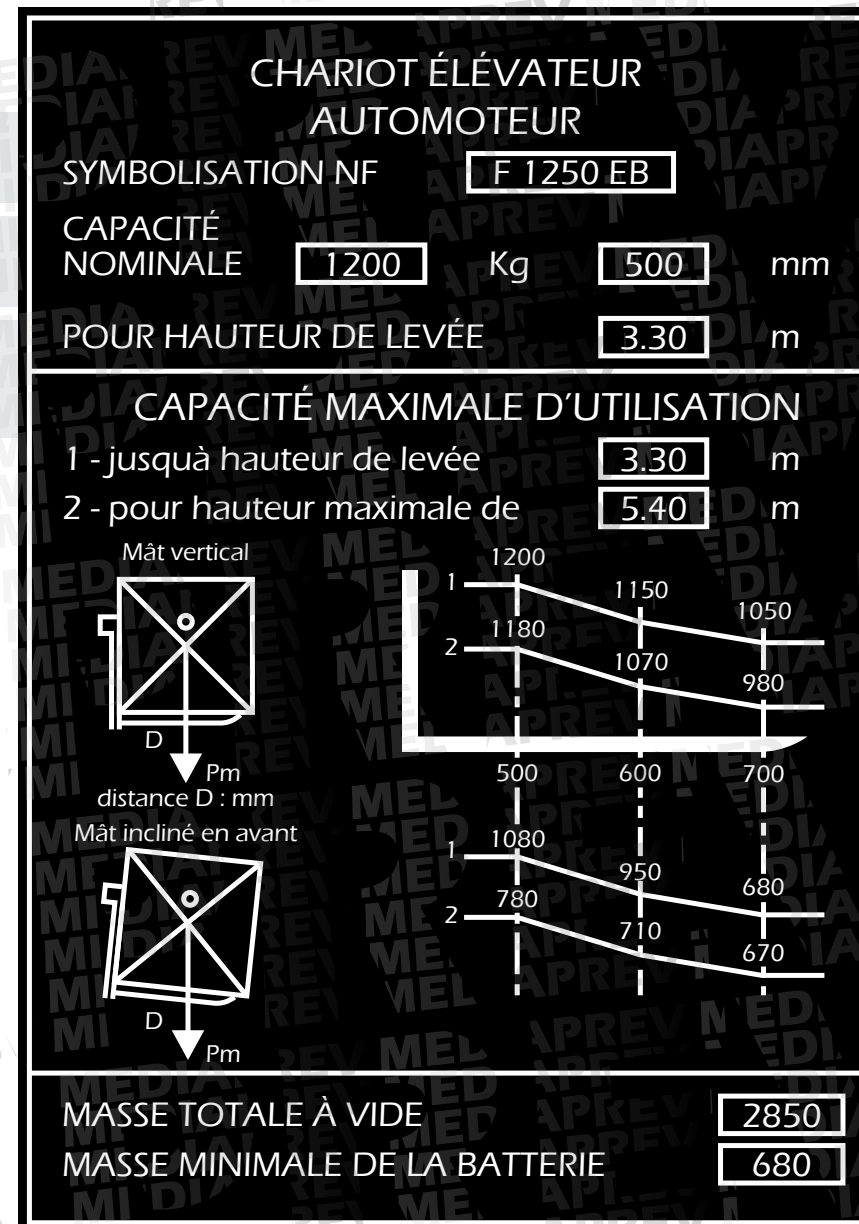 CHARIOT ÉLÉVATEUR
AUTOMOTEUR
SYMBOLISATION NF F 1250 EB
CAPACITÉ
NOMINALE 1200 Kg 500 mm
POUR HAUTEUR DE LEVÉE 3.30 m
CAPACITÉ MAXIMALE D’UTILISATION
1 - jusquà hauteur de levée 3.30 m
2 - pour hauteur maximale de 5.40 m
Mât vertical
D
Pm
distance D : mm
1200
1 1150
1050
1180
2 1070
980
500 600 700
Mât incliné en avant
D
Pm
1080
1 950
680
780
2 710
670
MASSE TOTALE À VIDE 2850
MASSE MINIMALE DE LA BATTERIE 680